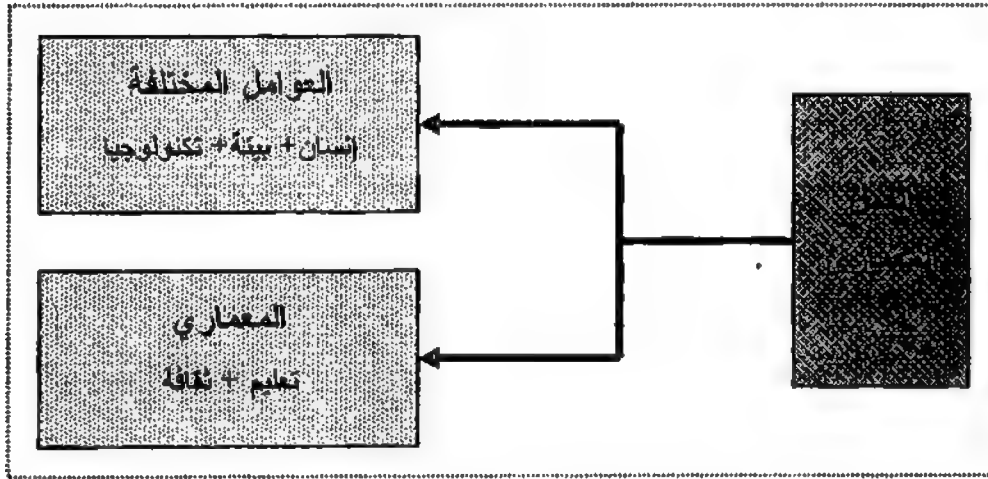 العوامل المختلفة
إنسان + بيئة + تكنولوجيا
المعماري
تعليم + ثقافة